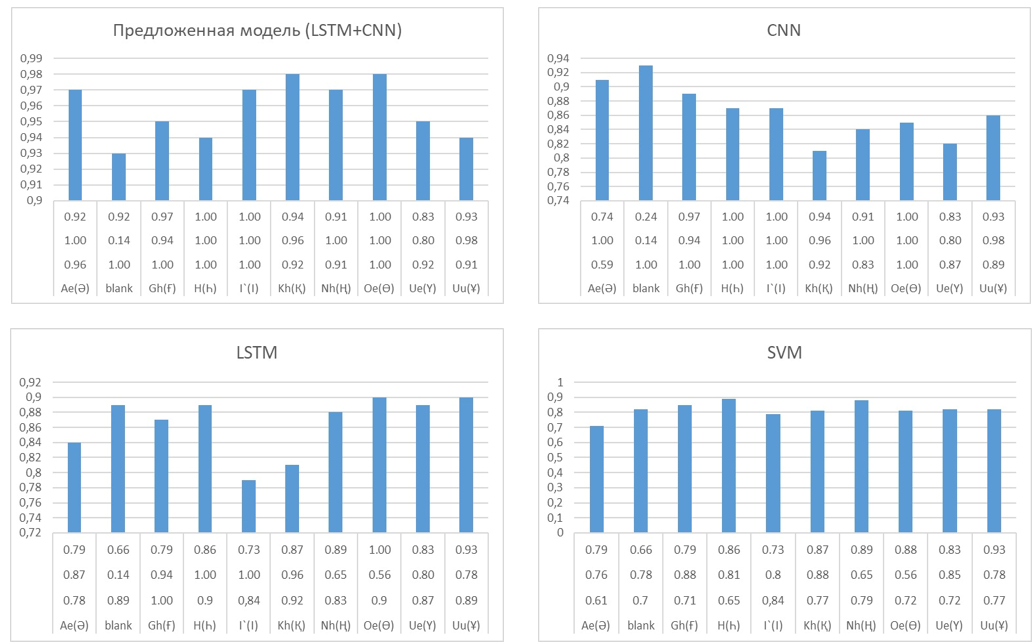 Предложенная модель (LSTM+CNN)
0,99
0,98
0,97
0,96
0,95
0,94
0,93
0,92
0,91
0,9
0.92 0.92 0.97 1.00 1.00 0.94 0.91 1.00 0.83 0.93
1.00 0.14 0.94 1.00 1.00 0.96 1.00 1.00 0.80 0.98
0.96 1.00 1.00 1.00 1.00 0.92 0.91 1.00 0.92 0.91
Ae(Ə) blank Gh(Ғ) H(Һ) I`(I) Kh(Қ) Nh(Ң) Oe(Ө) Ue(Ү) Uu(¥)
CNN
0,94
0,92
0,9
0,88
0,86
0,84
0,82
0,8
0,78
0,76
0,74
0.74 0.24 0.97 1.00 1.00 0.94 0.91 1.00 0.83 0.93
1.00 0.14 0.94 1.00 1.00 0.96 1.00 1.00 0.80 0.98
0.59 1.00 1.00 1.00 1.00 0.92 0.83 1.00 0.87 0.89
Ae(Ə) blank Gh(Ғ) H(Һ) I`(I) Kh(Қ) Nh(Ң) Oe(Ө) Ue(Ү) Uu(¥)
LSTM
0,92
0,9
0,88
0,86
0,84
0,82
0,8
0,78
0,76
0,74
0,72
0.79 0.66 0.79 0.86 0.73 0.87 0.89 1.00 0.83 0.93
0.87 0.14 0.94 1.00 1.00 0.96 0.65 0.56 0.80 0.78
0.78 0.89 1.00 0.9 0,84 0.92 0.83 0.9 0.87 0.89
Ae(Ə) blank Gh(Ғ) H(Һ) I`(I) Kh(Қ) Nh(Ң) Oe(Ө) Ue(Ү) Uu(¥)
SVM
1
0,9
0,8
0,7
0,6
0,5
0,4
0,3
0,2
0,1
0
0.79 0.66 0.79 0.86 0.73 0.87 0.89 0.88 0.83 0.93
0.76 0.78 0.88 0.81 0.8 0.88 0.65 0.56 0.85 0.78
0.61 0.7 0.71 0.65 0,84 0.77 0.79 0.72 0.72 0.77
Ae(Ə) blank Gh(Ғ) H(Һ) I`(I) Kh(Қ) Nh(Ң) Oe(Ө) Ue(Ү) Uu(¥)